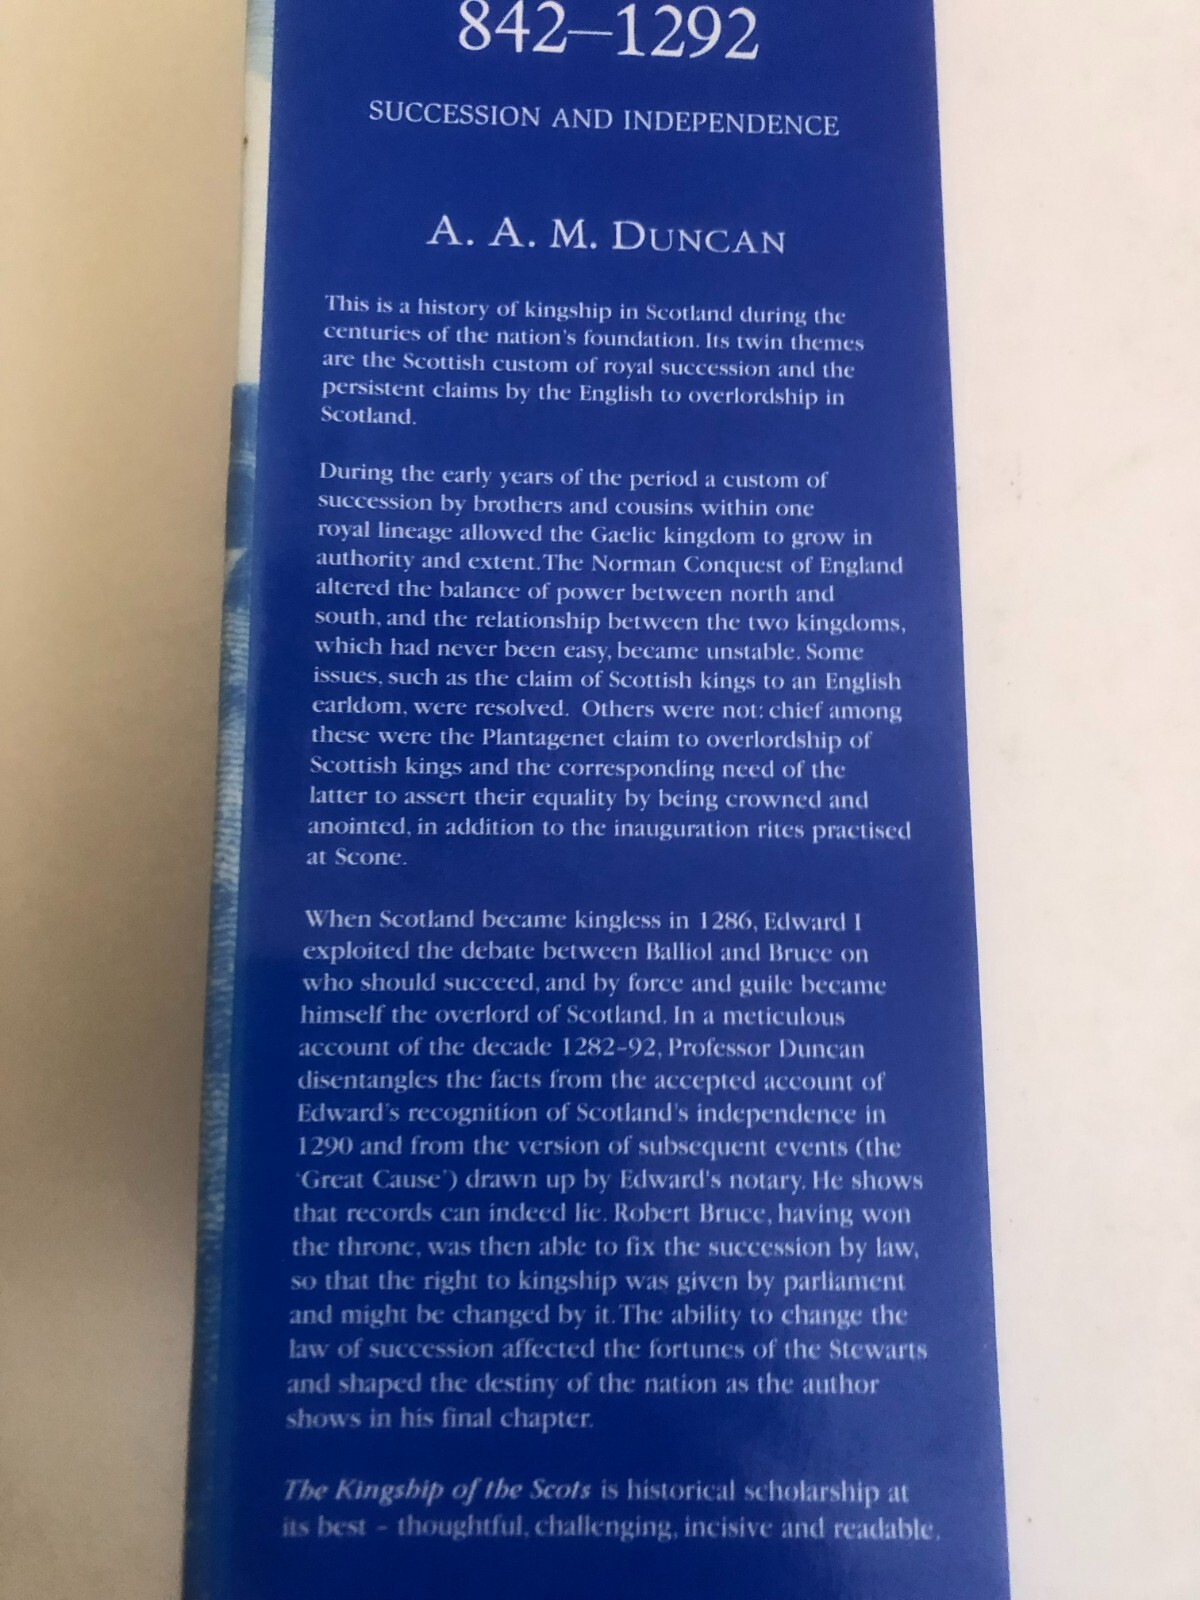 842–1292
SUCCESSION AND INDEPENDENCE
A. A. M. DUNCAN
This is a history of kingship in Scotland during the
centuries of the nation's foundation. Its twin themes
are the Scottish custom of royal succession and the
persistent claims by the English to overlordship in
Scotland.
During the early years of the period a custom of
succession by brothers and cousins within one
royal lineage allowed the Gaelic kingdom to grow in
authority and extent. The Norman Conquest of England
altered the balance of power between north and
south, and the relationship between the two kingdoms,
which had never been easy, became unstable. Some
issues, such as the claim of Scottish kings to an English
earldom, were resolved. Others were not: chief among
these were the Plantagenet claim to overlordship of
Scottish kings and the corresponding need of the
latter to assert their equality by being crowned and
anointed, in addition to the inauguration rites practised
at Scone.
When Scotland became kingless in 1286, Edward I
exploited the debate between Balliol and Bruce on
who should succeed, and by force and guile became
himself the overlord of Scotland. In a meticulous
account of the decade 1282–92, Professor Duncan
disentangles the facts from the accepted account of
Edward's recognition of Scotland's independence in
1290 and from the version of subsequent events (the
'Great Cause') drawn up by Edward's notary. He shows
that records can indeed lie. Robert Bruce, having won
the throne, was then able to fix the succession by law,
so that the right to kingship was given by parliament
and might be changed by it. The ability to change the
law of succession affected the fortunes of the Stewarts
and shaped the destiny of the nation as the author
shows in his final chapter.
The Kingship of the Scots is historical scholarship at
its best – thoughtful, challenging, incisive and readable.